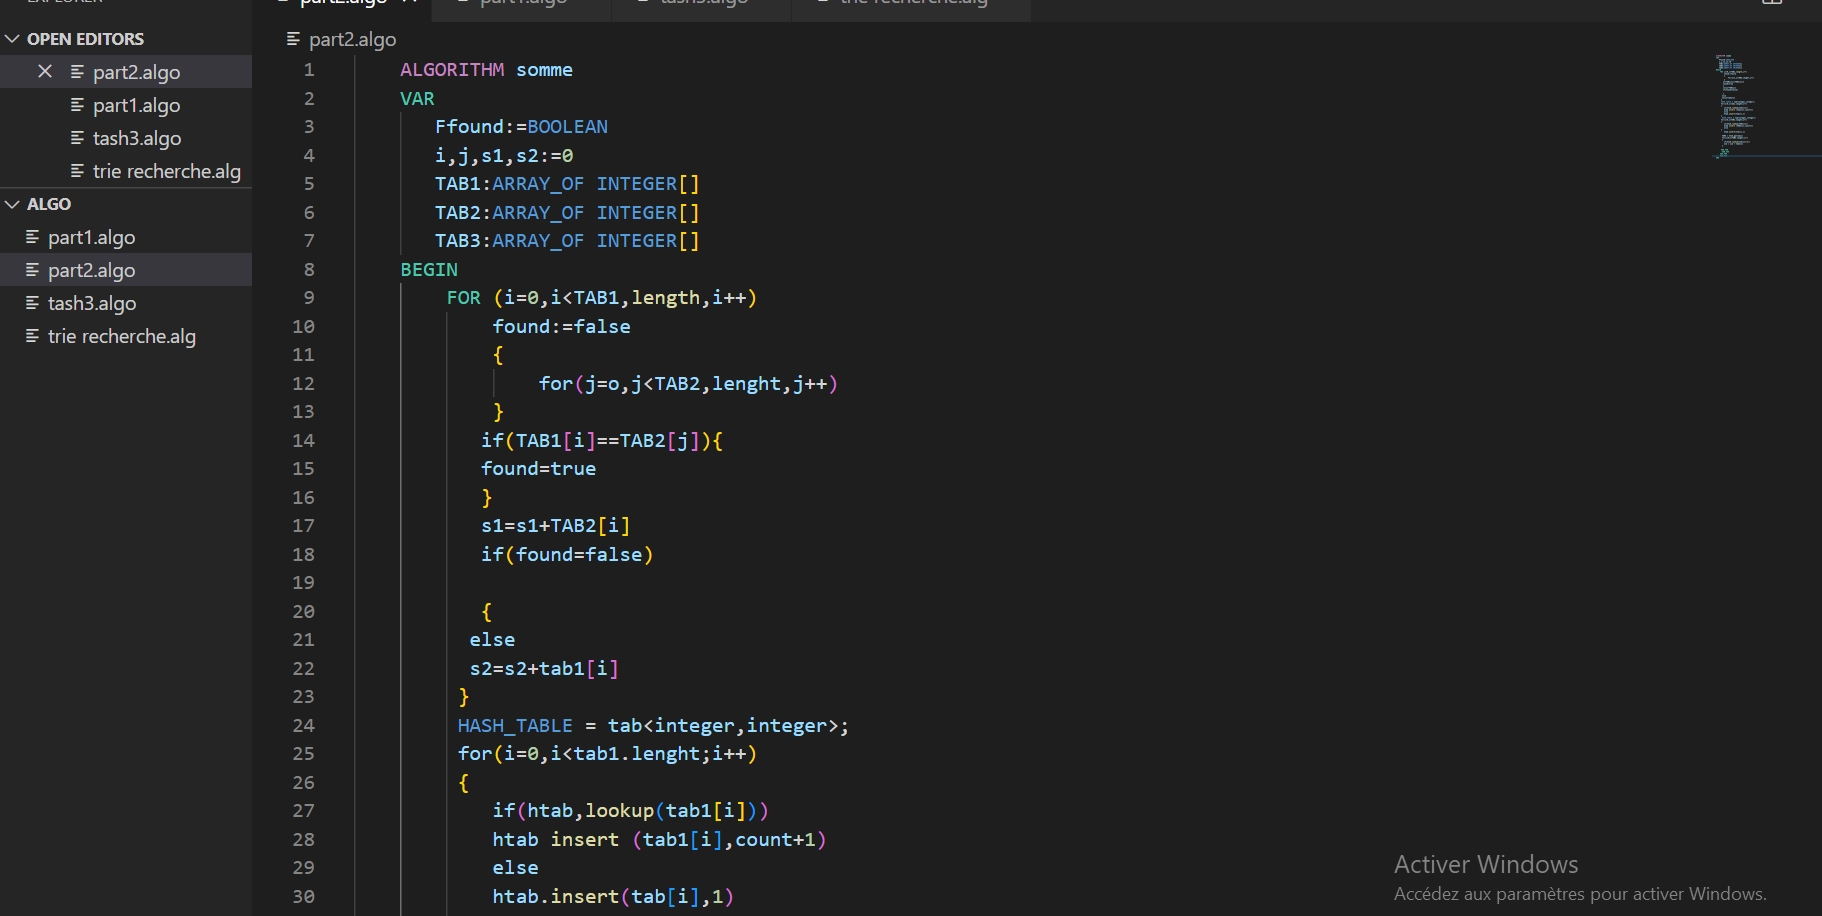 EXPLORER
part2.algo
part1.algo
tash3.algo
trie recherche.alg
OPEN EDITORS
part2.algo
part1.algo
tash3.algo
trie recherche.alg
ALGO
part1.algo
part2.algo
tash3.algo
trie recherche.alg
part2.algo
1 ALGORITHM somme
2 VAR
3 Ffound:=BOOLEAN
4 i,j,s1,s2:=0
5 TAB1:ARRAY_OF INTEGER[]
6 TAB2:ARRAY_OF INTEGER[]
7 TAB3:ARRAY_OF INTEGER[]
8 BEGIN
9 FOR (i=0,i<TAB1,length,i++)
10 found:=false
11 {
12 for(j=o,j<TAB2,lenght,j++)
13 }
14 if(TAB1[i]==TAB2[j]){
15 found=true
16 }
17 s1=s1+TAB2[i]
18 if(found=false)
19
20 {
21 else
22 s2=s2+tab1[i]
23 }
24 HASH_TABLE = tab<integer,integer>;
25 for(i=0,i<tab1.lenght;i++)
26 {
27 if(htab,lookup(tab1[i]))
28 htab insert (tab1[i],count+1)
29 else
30 htab.insert(tab[i],1)
Activer Windows
Accédez aux paramètres pour activer Windows.